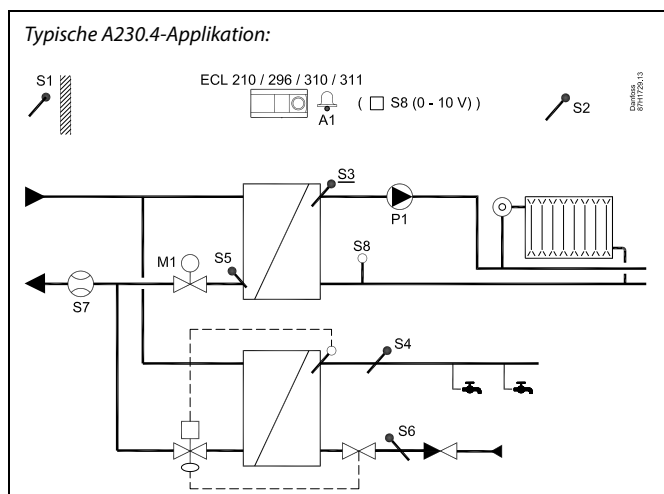 Typische A230.4-Applikation:
S1
ECL 210 / 296 / 310 / 311
A1
( □ S8 (0 - 10 V) )
S2
Danfoss
87H1729.13
S3
P1
M1
S5
S8
S7
S4
S6